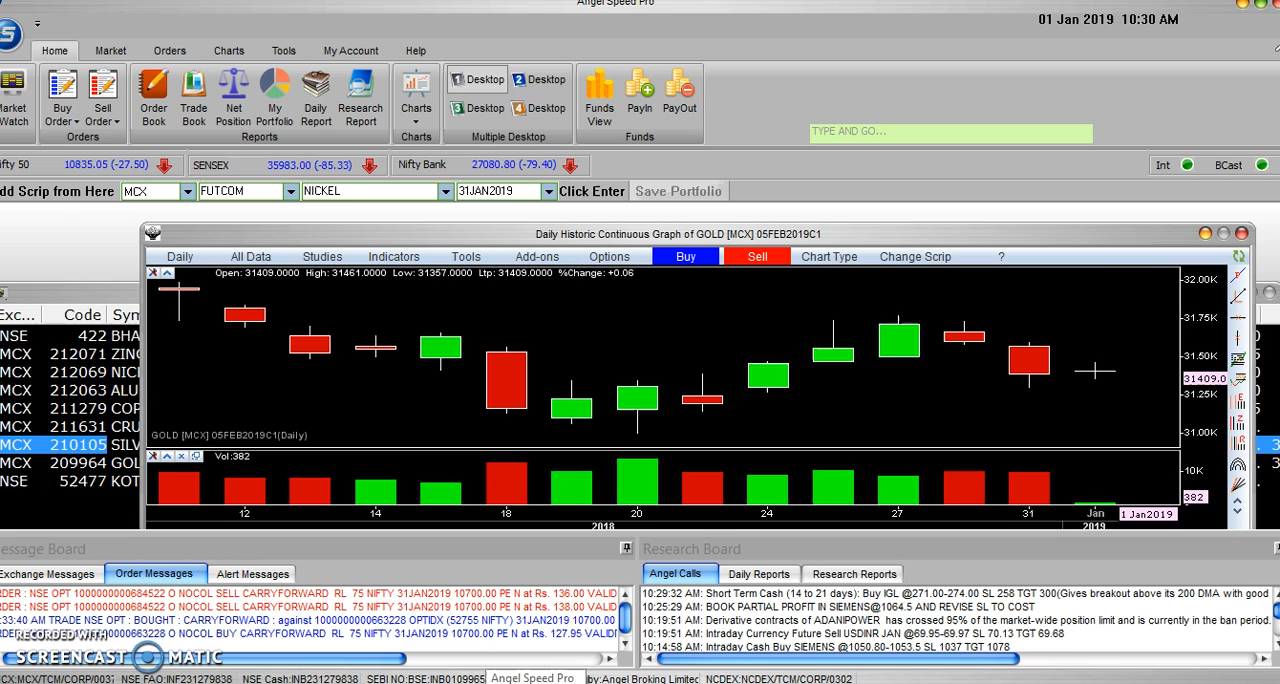 Angel Speed Pro
01 Jan 2019 10:30 AM
Home Market Orders Charts Tools My Account Help
Market Watch
Buy Order
Sell Order
Order Book
Trade Book
Net Position
My Portfolio
Daily Report
Research Report
Charts
1 Desktop 2 Desktop
3 Desktop 4 Desktop
Funds View
PayIn
PayOut
Orders Reports Charts Multiple Desktop Funds
TYPE AND GO...
ifty 50 10835.05 (-27.50) SENSEX 35983.00 (-85.33) Nifty Bank 27080.80 (-79.40) Int BCast
dd Scrip from Here MCX FUTCOM NICKEL 31JAN2019 Click Enter Save Portfolio
Daily Historic Continuous Graph of GOLD [MCX] 05FEB2019C1
Daily All Data Studies Indicators Tools Add-ons Options Buy Sell Chart Type Change Scrip ?
Open: 31409.0000 High: 31461.0000 Low: 31357.0000 Ltp: 31409.0000 %Change: +0.06
32.00K
31.75K
31.50K
31409.0
31.25K
31.00K
GOLD [MCX] 05FEB2019C1(Daily)
Vol:382
10K
382
12 14 18 20 24 27 31 Jan 1 Jan2019
2018 2019
Exc... Code Sym
NSE 422 BHA
MCX 212071 ZINC
MCX 212069 NIC
MCX 212063 ALU
MCX 211279 COP
MCX 211631 CRU
MCX 210105 SILV
MCX 209964 GOL
NSE 52477 KOT
essage Board
Exchange Messages Order Messages Alert Messages
RDER : NSE OPT 1000000000684522 O NOCOL SELL CARRYFORWARD RL 75 NIFTY 31JAN2019 10700.00 PE N at Rs. 136.00 VALID
RDER : NSE OPT 1000000000684522 O NOCOL SELL CARRYFORWARD RL 75 NIFTY 31JAN2019 10700.00 PE N at Rs. 138.00 VALID
:33:40 AM TRADE NSE OPT : BOUGHT : CARRYFORWARD : against 1000000000663228 OPTIDX (52755 NIFTY) 31JAN2019 10700.00
RDER : NSE OPT 1000000000663228 O NOCOL BUY CARRYFORWARD RL 75 NIFTY 31JAN2019 10700.00 PE N at Rs. 127.95 VALID
Research Board
Angel Calls Daily Reports Research Reports
10:29:32 AM: Short Term Cash (14 to 21 days): Buy IGL @271.00-274.00 SL 258 TGT 300(Gives breakout above its 200 DMA with good
10:25:29 AM: BOOK PARTIAL PROFIT IN SIEMENS@1064.5 AND REVISE SL TO COST
10:19:51 AM: Derivative contracts of ADANIPOWER has crossed 95% of the market-wide position limit and is currently in the ban period.
10:19:51 AM: Intraday Currency Future Sell USDINR JAN @69.95-69.97 SL 70.13 TGT 69.68
10:14:58 AM: Intraday Cash Buy SIEMENS @1050.80-1053.5 SL 1037 TGT 1078
RECORDED WITH
SCREENCAST MATIC
CX:MCX/TCM/CORP/0037 NSE FAO:INF231279838 NSE Cash:INB231279838 SEBI NO:BSE:INB0109965 Angel Speed Pro by:Angel Broking Limited NCDEX:NCDEX/TCM/CORP/0302